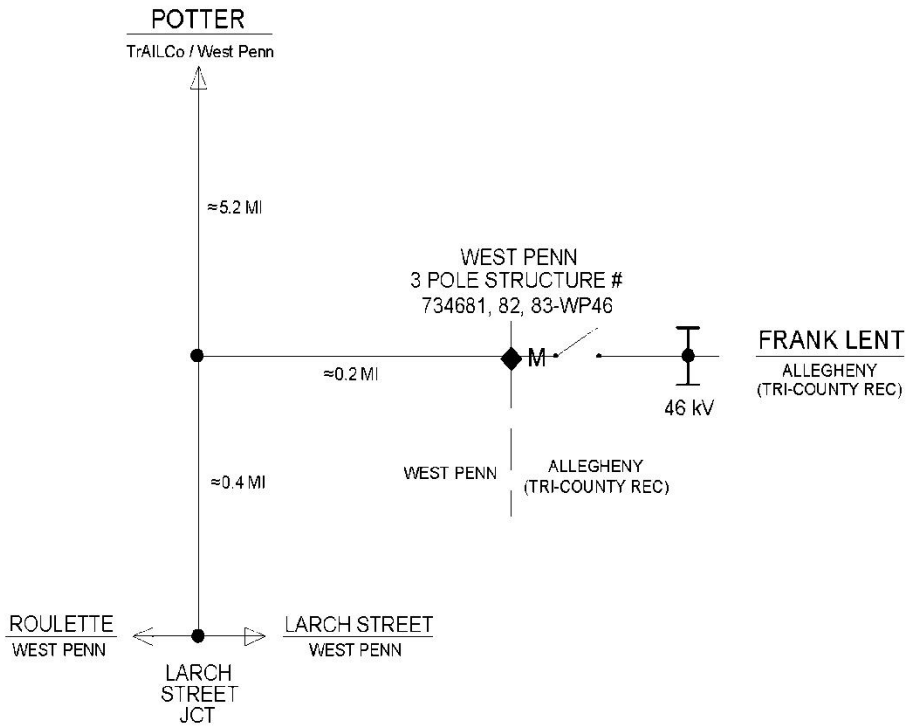 POTTER
TrAILCo / West Penn
≈5.2 MI
WEST PENN
3 POLE STRUCTURE #
734681, 82, 83-WP46
M
FRANK LENT
ALLEGHENY
(TRI-COUNTY REC)
≈0.2 MI
46 kV
WEST PENN
ALLEGHENY
(TRI-COUNTY REC)
≈0.4 MI
ROULETTE
WEST PENN
LARCH STREET
WEST PENN
LARCH
STREET
JCT